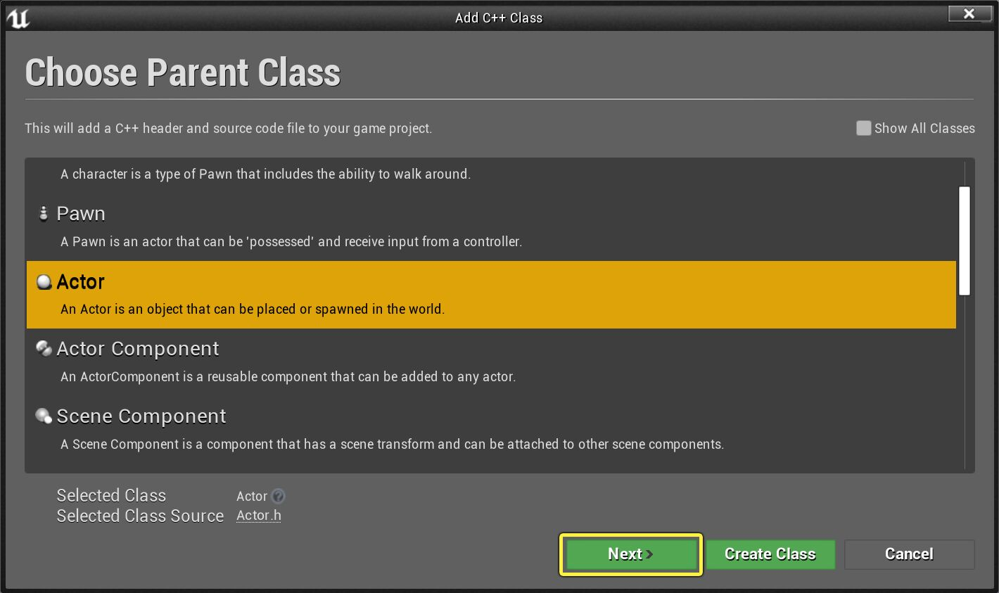 Add C++ Class
Choose Parent Class
This will add a C++ header and source code file to your game project.
Show All Classes
A character is a type of Pawn that includes the ability to walk around.
Pawn
A Pawn is an actor that can be 'possessed' and receive input from a controller.
Actor
An Actor is an object that can be placed or spawned in the world.
Actor Component
An ActorComponent is a reusable component that can be added to any actor.
Scene Component
A Scene Component is a component that has a scene transform and can be attached to other scene components.
Selected Class Actor ?
Selected Class Source Actor.h
Next >
Create Class
Cancel